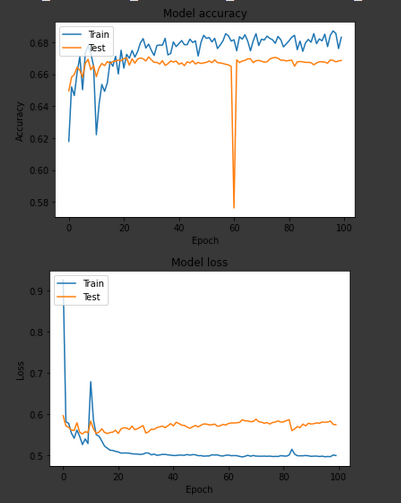 Model accuracy
Train
Test
0.68
0.66
0.64
0.62
0.60
0.58
Accuracy
0
20
40
60
80
100
Epoch
Model loss
Train
Test
0.9
0.8
0.7
0.6
0.5
Loss
0
20
40
60
80
100
Epoch